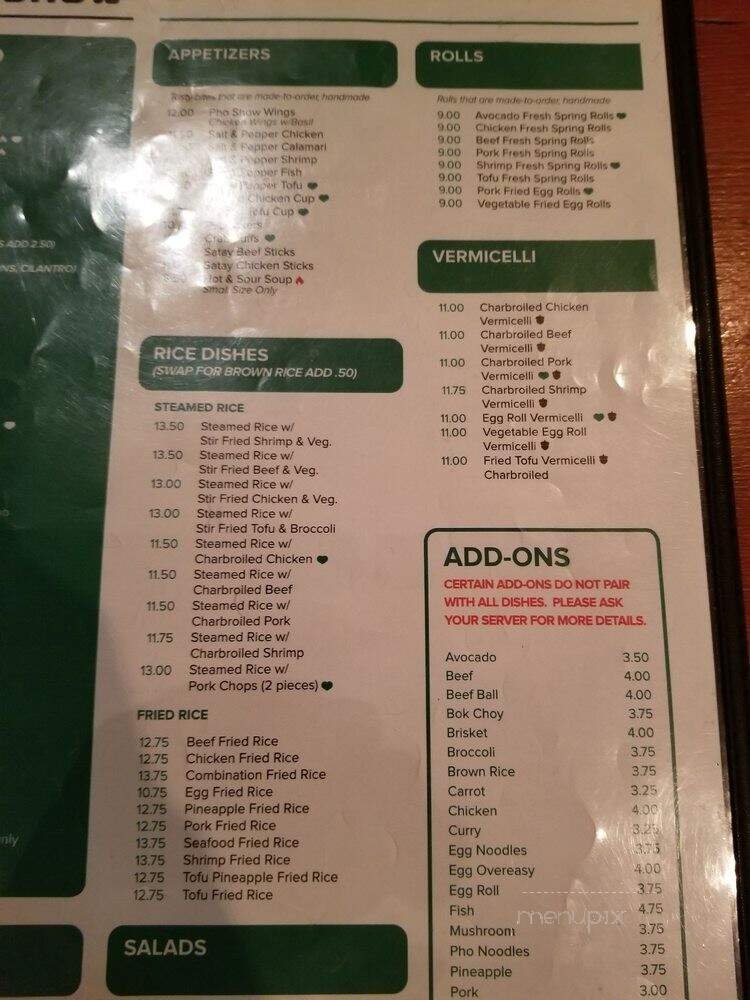 S ADD 2.50)
NS, CILANTRO)
nly
APPETIZERS
Tasty bites that are made-to-order, handmade
12.00 Pho Show Wings
Chicken Wings w/Basil
Salt & Pepper Chicken
Salt & Pepper Calamari
Pepper Shrimp
Pepper Fish
Pepper Tofu
Chicken Cup
Tofu Cup
Satay Beef Sticks
Satay Chicken Sticks
Hot & Sour Soup
Small Size Only
RICE DISHES
(SWAP FOR BROWN RICE ADD .50)
STEAMED RICE
13.50 Steamed Rice w/
Stir Fried Shrimp & Veg.
13.50 Steamed Rice w/
Stir Fried Beef & Veg.
13.00 Steamed Rice w/
Stir Fried Chicken & Veg.
13.00 Steamed Rice w/
Stir Fried Tofu & Broccoli
11.50 Steamed Rice w/
Charbroiled Chicken
11.50 Steamed Rice w/
Charbroiled Beef
11.50 Steamed Rice w/
Charbroiled Pork
11.75 Steamed Rice w/
Charbroiled Shrimp
13.00 Steamed Rice w/
Pork Chops (2 pieces)
FRIED RICE
12.75 Beef Fried Rice
12.75 Chicken Fried Rice
13.75 Combination Fried Rice
10.75 Egg Fried Rice
12.75 Pineapple Fried Rice
12.75 Pork Fried Rice
13.75 Seafood Fried Rice
13.75 Shrimp Fried Rice
12.75 Tofu Pineapple Fried Rice
12.75 Tofu Fried Rice
SALADS
ROLLS
Rolls that are made-to-order, handmade
9.00 Avocado Fresh Spring Rolls
9.00 Chicken Fresh Spring Rolls
9.00 Beef Fresh Spring Rolls
9.00 Pork Fresh Spring Rolls
9.00 Shrimp Fresh Spring Rolls
9.00 Tofu Fresh Spring Rolls
9.00 Pork Fried Egg Rolls
9.00 Vegetable Fried Egg Rolls
VERMICELLI
11.00 Charbroiled Chicken
Vermicelli
11.00 Charbroiled Beef
Vermicelli
11.00 Charbroiled Pork
Vermicelli
11.75 Charbroiled Shrimp
Vermicelli
11.00 Egg Roll Vermicelli
11.00 Vegetable Egg Roll
Vermicelli
11.00 Fried Tofu Vermicelli
Charbroiled
ADD-ONS
CERTAIN ADD-ONS DO NOT PAIR
WITH ALL DISHES. PLEASE ASK
YOUR SERVER FOR MORE DETAILS.
Avocado 3.50
Beef 4.00
Beef Ball 4.00
Bok Choy 3.75
Brisket 4.00
Broccoli 3.75
Brown Rice 3.75
Carrot 3.25
Chicken 4.00
Curry 3.25
Egg Noodles 3.75
Egg Overeasy 4.00
Egg Roll 3.75
Fish 4.75
Mushroom 3.75
Pho Noodles 3.75
Pineapple 3.75
Pork 3.00
menupix